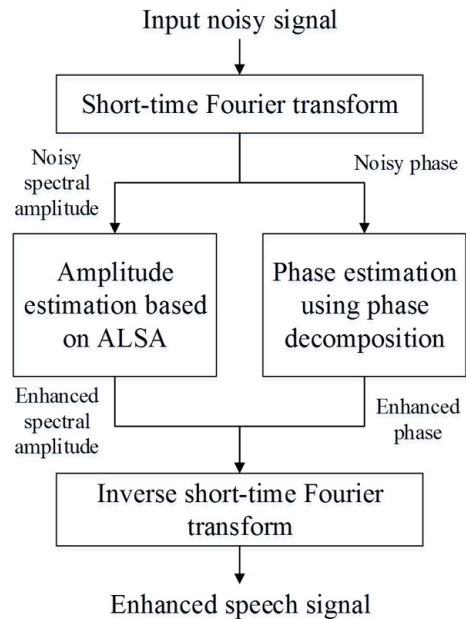 Input noisy signal
Short-time Fourier transform
Noisy
spectral
amplitude
Noisy phase
Amplitude
estimation based
on ALSA
Phase estimation
using phase
decomposition
Enhanced
spectral
amplitude
Enhanced
phase
Inverse short-time Fourier
transform
Enhanced speech signal